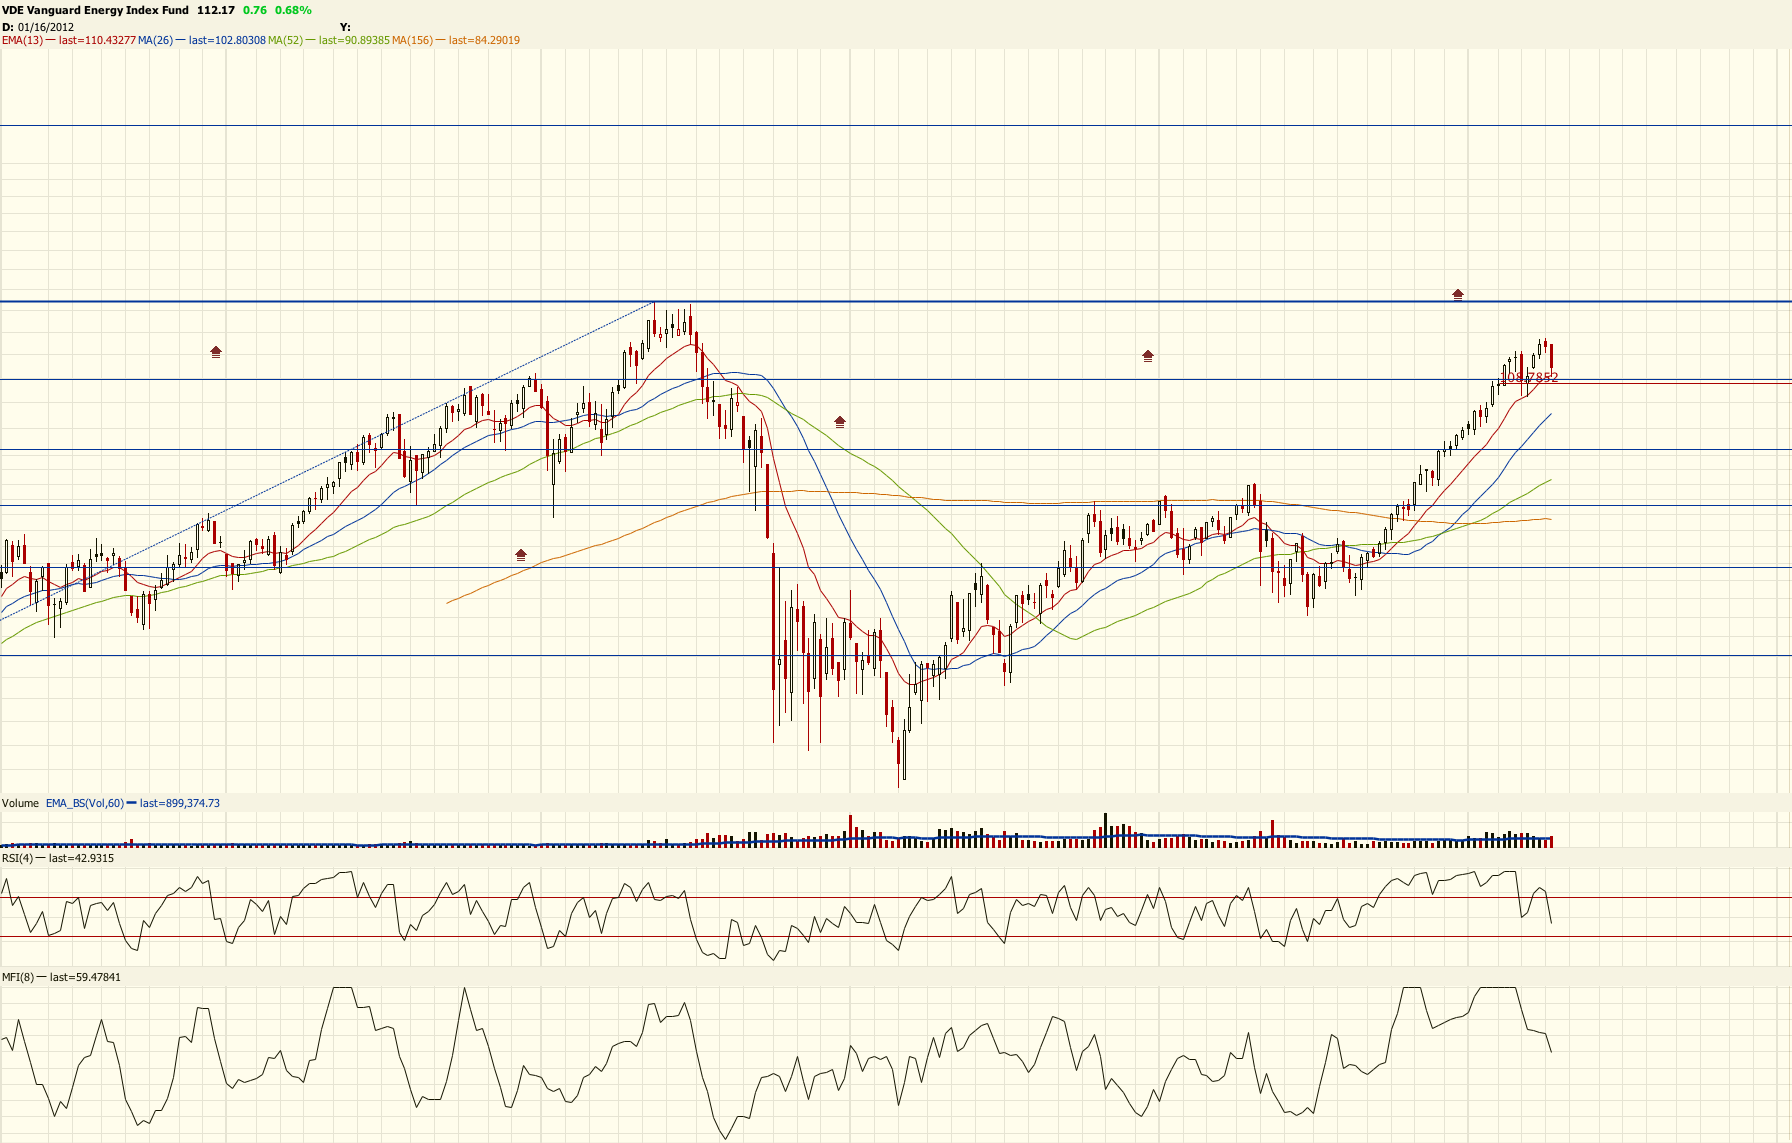 VDE Vanguard Energy Index Fund 112.17 0.76 0.68%
D: 01/16/2012 Y:
EMA(13) — last=110.43277 MA(26) — last=102.80308 MA(52) — last=90.89385 MA(156) — last=84.29019
108.7852
Volume EMA_BS(Vol,60) — last=899,374.73
RSI(4) — last=42.9315
MFI(8) — last=59.47841